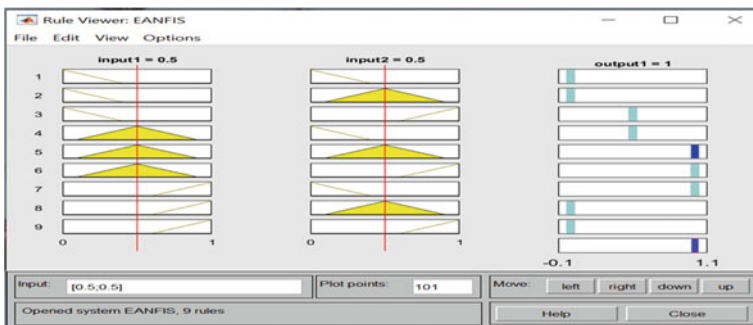 Rule Viewer: EANFIS
File Edit View Options
input1 = 0.5 input2 = 0.5 output1 = 1
1
2
3
4
5
6
7
8
9
0 1 0 1
-0.1 1.1
Input: [0.5;0.5] Plot points: 101 Move: left right down up
Opened system EANFIS, 9 rules Help Close